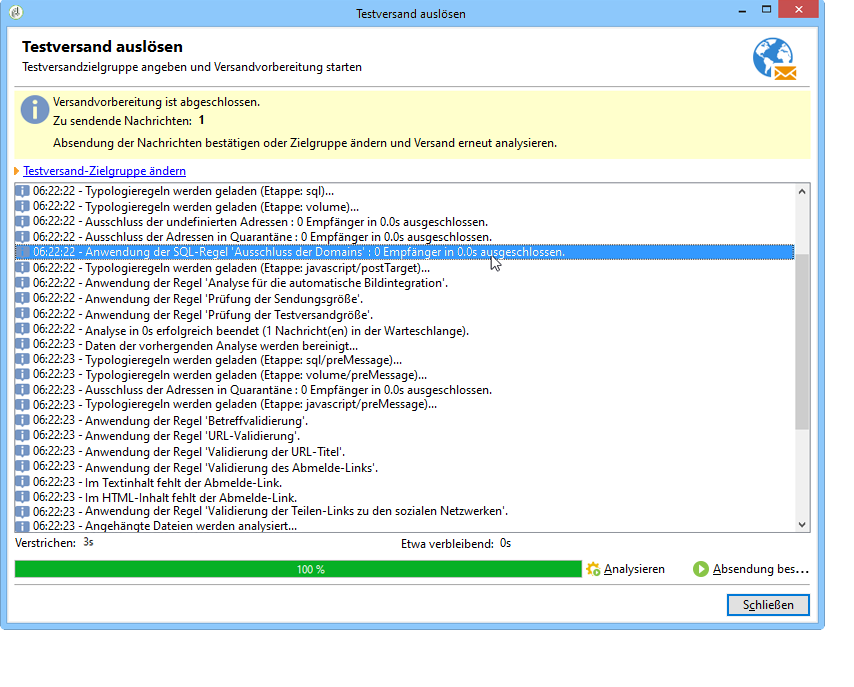 Testversand auslösen
Testversand auslösen
Testversandzielgruppe angeben und Versandvorbereitung starten
Versandvorbereitung ist abgeschlossen.
Zu sendende Nachrichten: 1
Absendung der Nachrichten bestätigen oder Zielgruppe ändern und Versand erneut analysieren.
Testversand-Zielgruppe ändern
06:22:22 - Typologieregeln werden geladen (Etappe: sql)...
06:22:22 - Typologieregeln werden geladen (Etappe: volume)...
06:22:22 - Ausschluss der undefinierten Adressen : 0 Empfänger in 0.0s ausgeschlossen.
06:22:22 - Ausschluss der Adressen in Quarantäne : 0 Empfänger in 0.0s ausgeschlossen.
06:22:22 - Anwendung der SQL-Regel 'Ausschluss der Domains' : 0 Empfänger in 0.0s ausgeschlossen.
06:22:22 - Typologieregeln werden geladen (Etappe: javascript/postTarget)...
06:22:22 - Anwendung der Regel 'Analyse für die automatische Bildintegration'.
06:22:22 - Anwendung der Regel 'Prüfung der Sendungsgröße'.
06:22:22 - Anwendung der Regel 'Prüfung der Testversandgröße'.
06:22:22 - Analyse in 0s erfolgreich beendet (1 Nachricht(en) in der Warteschlange).
06:22:23 - Daten der vorhergenden Analyse werden bereinigt...
06:22:23 - Typologieregeln werden geladen (Etappe: sql/preMessage)...
06:22:23 - Typologieregeln werden geladen (Etappe: volume/preMessage)...
06:22:23 - Ausschluss der Adressen in Quarantäne : 0 Empfänger in 0.0s ausgeschlossen.
06:22:23 - Typologieregeln werden geladen (Etappe: javascript/preMessage)...
06:22:23 - Anwendung der Regel 'Betreffvalidierung'.
06:22:23 - Anwendung der Regel 'URL-Validierung'.
06:22:23 - Anwendung der Regel 'Validierung der URL-Titel'.
06:22:23 - Anwendung der Regel 'Validierung des Abmelde-Links'.
06:22:23 - Im Textinhalt fehlt der Abmelde-Link.
06:22:23 - Im HTML-Inhalt fehlt der Abmelde-Link.
06:22:23 - Anwendung der Regel 'Validierung der Teilen-Links zu den sozialen Netzwerken'.
06:22:23 - Angehängte Dateien werden analysiert...
Verstrichen: 3s Etwa verbleibend: 0s
100 % Analysieren Absendung bes...
Schließen